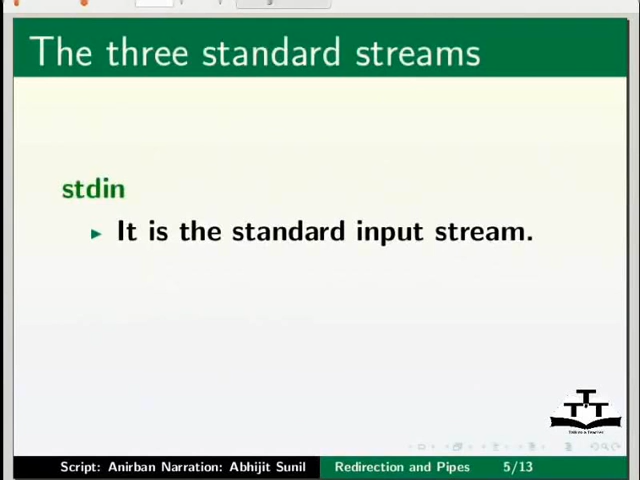 The three standard streams
stdin
It is the standard input stream.
TTT
Script: Anirban Narration: Abhijit Sunil Redirection and Pipes 5/13